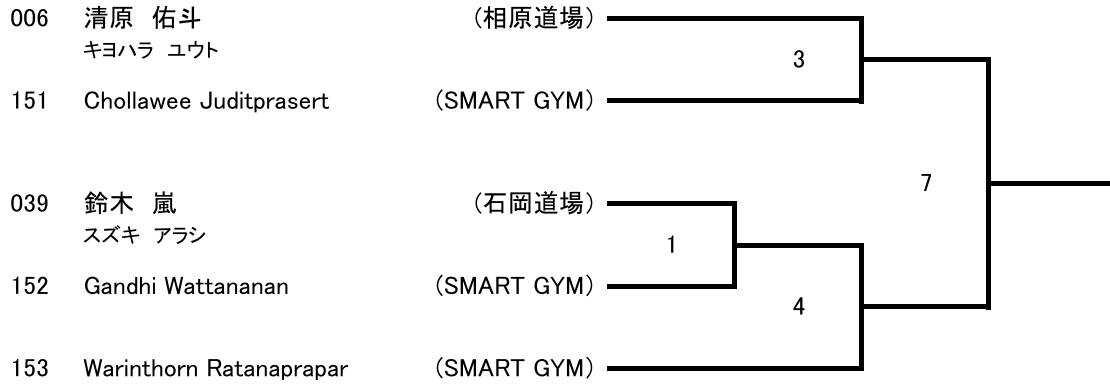 006 清原　佑斗 (相原道場)
キヨハラ　ユウト
3
151 Chollawee Juditprasert (SMART GYM)
7
039 鈴木　嵐 (石岡道場)
スズキ　アラシ
1
152 Gandhi Wattananan (SMART GYM)
4
153 Warinthorn Ratanaprapar (SMART GYM)